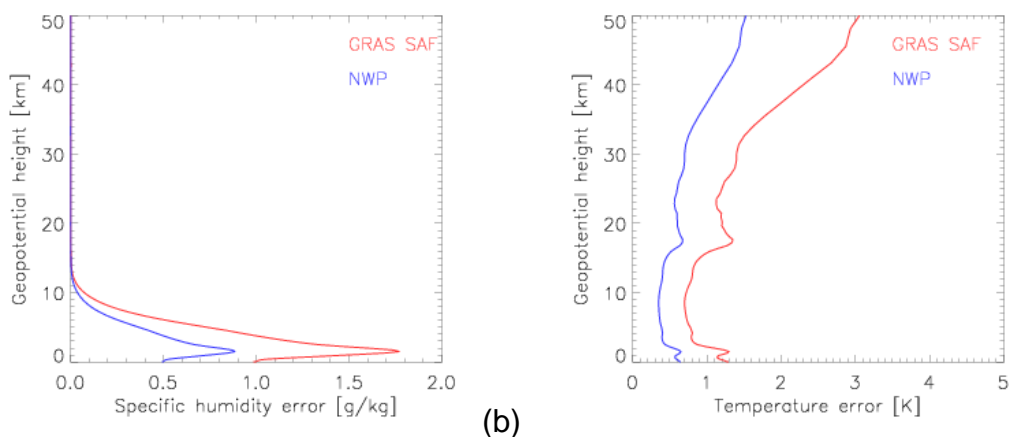 50
40
30
20
10
0
Geopotential height [km]
GRAS SAF
NWP
0.0 0.5 1.0 1.5 2.0
Specific humidity error [g/kg]
(b)
50
40
30
20
10
0
Geopotential height [km]
GRAS SAF
NWP
0 1 2 3 4 5
Temperature error [K]